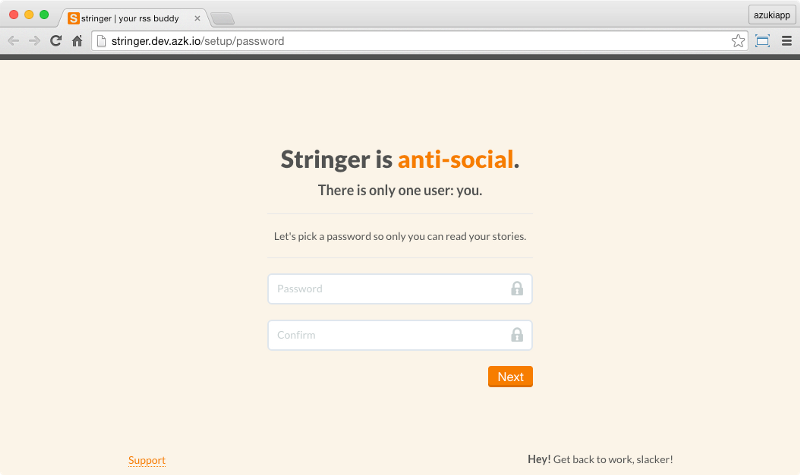 stringer | your rss buddy
azukiapp
stringer.dev.azk.io/setup/password
Stringer is anti-social.
There is only one user: you.
Let's pick a password so only you can read your stories.
Password
Confirm
Next
Support
Hey! Get back to work, slacker!